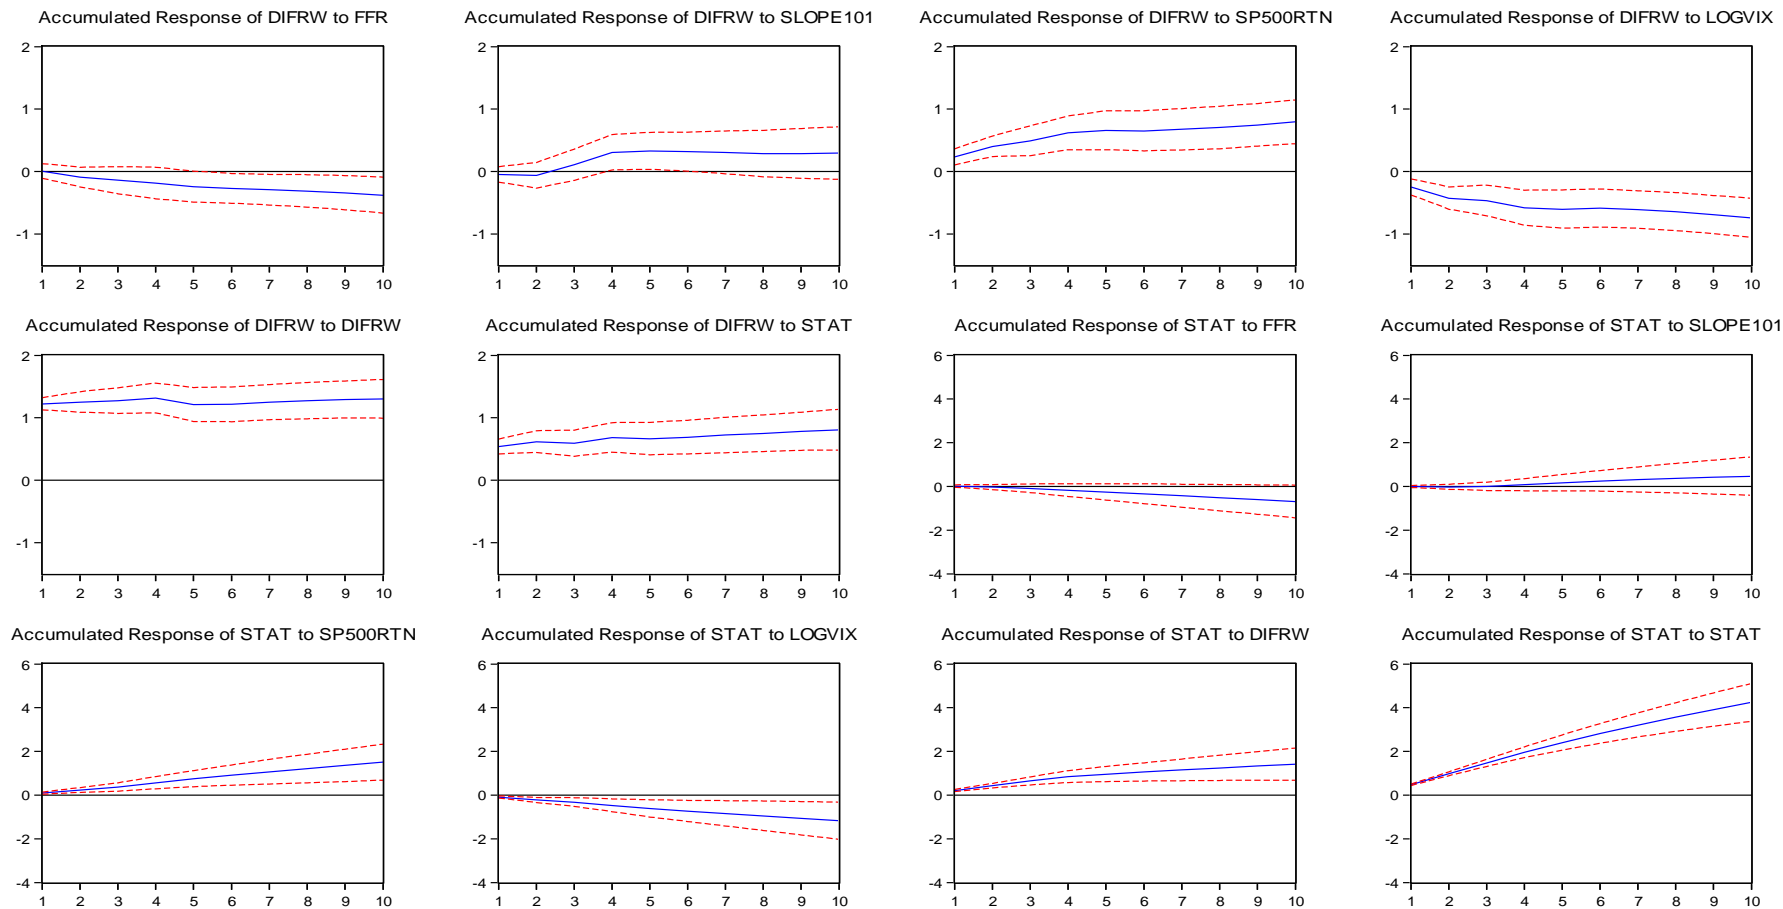 Accumulated Response of DIFRW to FFR
2
1
0
-1
1 2 3 4 5 6 7 8 9 10
Accumulated Response of DIFRW to SLOPE101
2
1
0
-1
1 2 3 4 5 6 7 8 9 10
Accumulated Response of DIFRW to SP500RTN
2
1
0
-1
1 2 3 4 5 6 7 8 9 10
Accumulated Response of DIFRW to LOGVIX
2
1
0
-1
1 2 3 4 5 6 7 8 9 10
Accumulated Response of DIFRW to DIFRW
2
1
0
-1
1 2 3 4 5 6 7 8 9 10
Accumulated Response of DIFRW to STAT
2
1
0
-1
1 2 3 4 5 6 7 8 9 10
Accumulated Response of STAT to FFR
6
4
2
0
-2
-4
1 2 3 4 5 6 7 8 9 10
Accumulated Response of STAT to SLOPE101
6
4
2
0
-2
-4
1 2 3 4 5 6 7 8 9 10
Accumulated Response of STAT to SP500RTN
6
4
2
0
-2
-4
1 2 3 4 5 6 7 8 9 10
Accumulated Response of STAT to LOGVIX
6
4
2
0
-2
-4
1 2 3 4 5 6 7 8 9 10
Accumulated Response of STAT to DIFRW
6
4
2
0
-2
-4
1 2 3 4 5 6 7 8 9 10
Accumulated Response of STAT to STAT
6
4
2
0
-2
-4
1 2 3 4 5 6 7 8 9 10